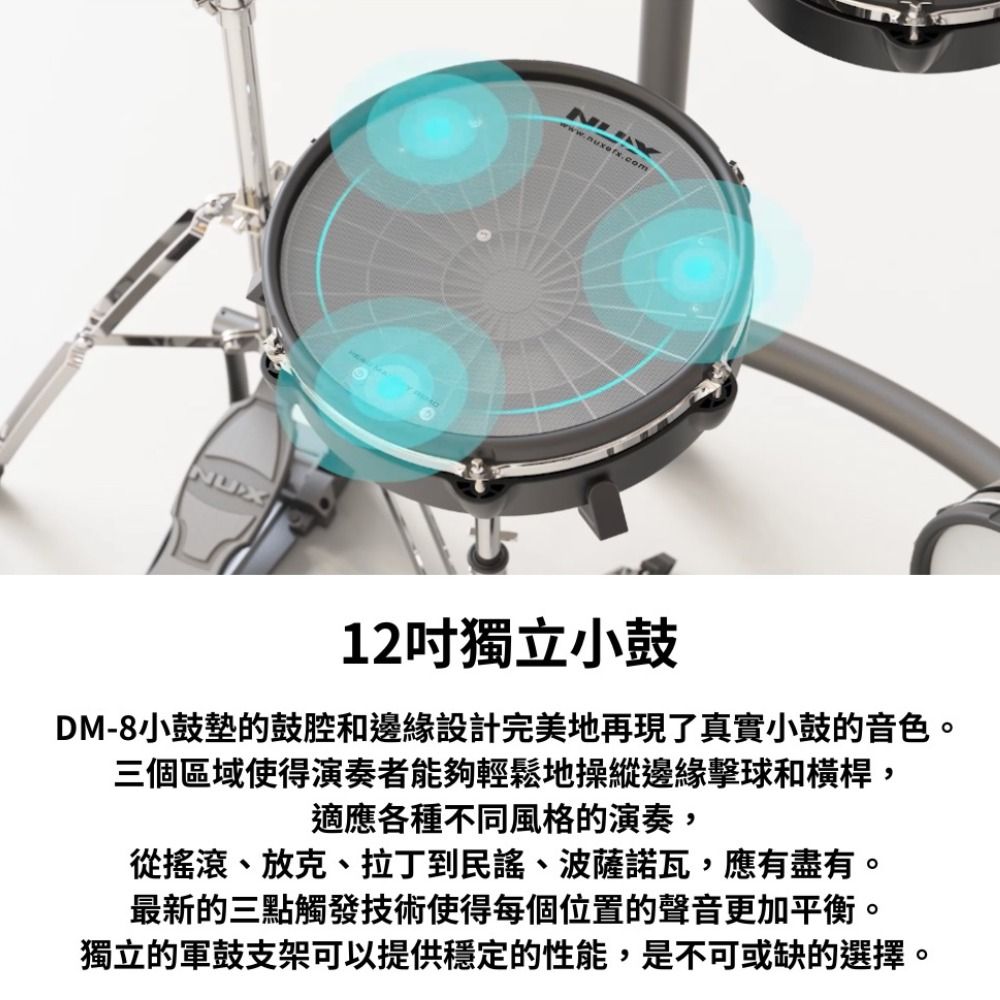 NUX
www.nuxefx.com
NUX
12吋獨立小鼓
DM-8小鼓墊的鼓腔和邊緣設計完美地再現了真實小鼓的音色。
三個區域使得演奏者能夠輕鬆地操縱邊緣擊球和橫桿，
適應各種不同風格的演奏，
從搖滾、放克、拉丁到民謠、波薩諾瓦，應有盡有。
最新的三點觸發技術使得每個位置的聲音更加平衡。
獨立的軍鼓支架可以提供穩定的性能，是不可或缺的選擇。